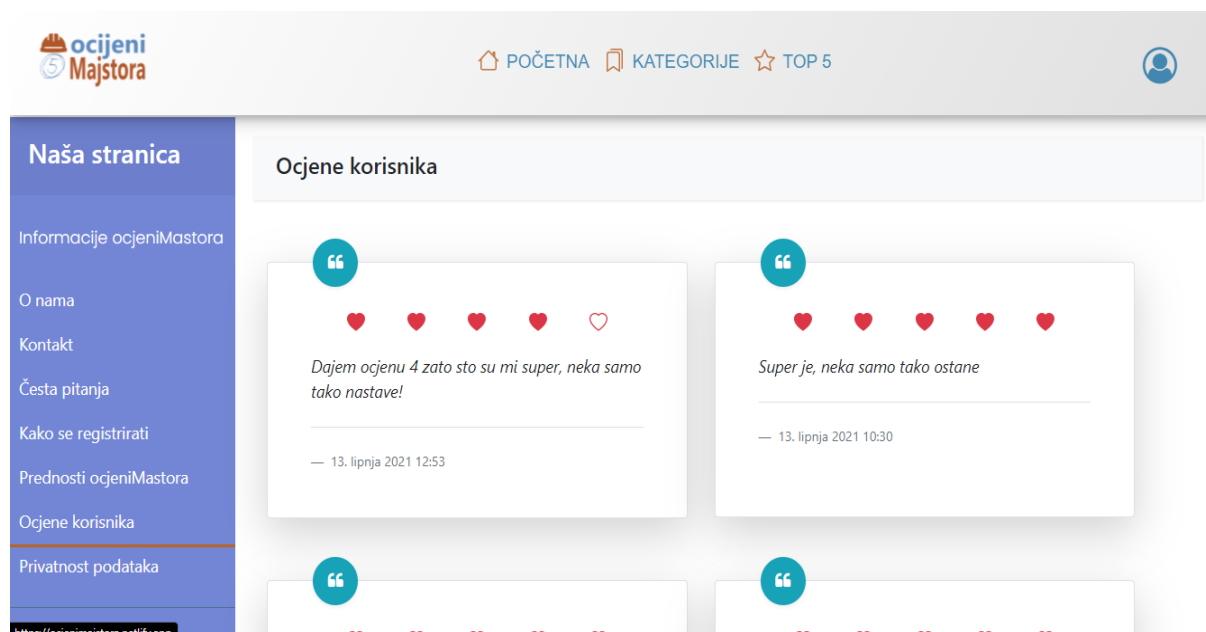 ocijeni
5 Majstora
POČETNA KATEGORIJE TOP 5
Naša stranica
Informacije ocjeniMastora
O nama
Kontakt
Česta pitanja
Kako se registrirati
Prednosti ocjeniMastora
Ocjene korisnika
Privatnost podataka
Ocjene korisnika
Dajem ocjenu 4 zato sto su mi super, neka samo
tako nastave!
— 13. lipnja 2021 12:53
Super je, neka samo tako ostane
— 13. lipnja 2021 10:30